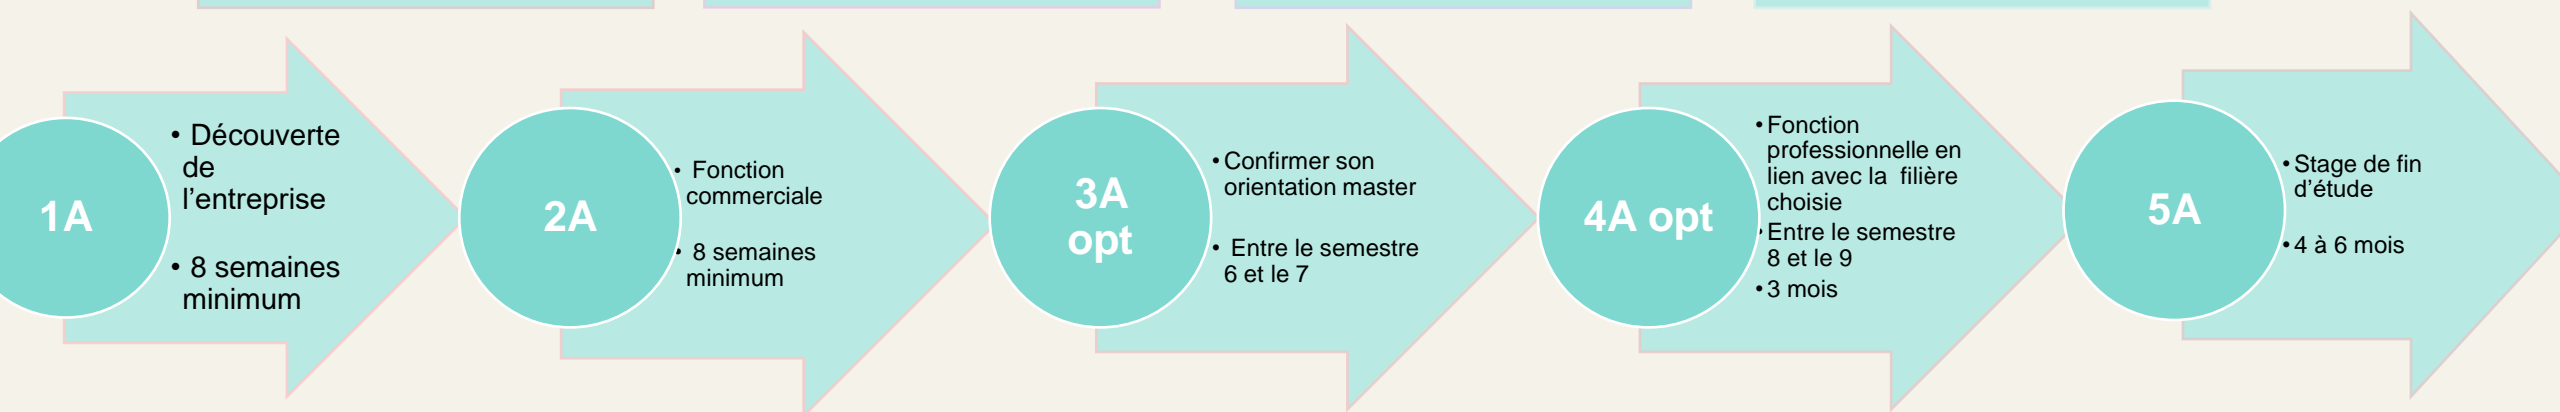 1A
• Découverte
de
l’entreprise
• 8 semaines
minimum
2A
• Fonction
commerciale
• 8 semaines
minimum
3A
opt
• Confirmer son
orientation master
• Entre le semestre
6 et le 7
4A opt
• Fonction
professionnelle en
lien avec la  filière
choisie
• Entre le semestre
8 et le 9
• 3 mois
5A
• Stage de fin
d’étude
• 4 à 6 mois